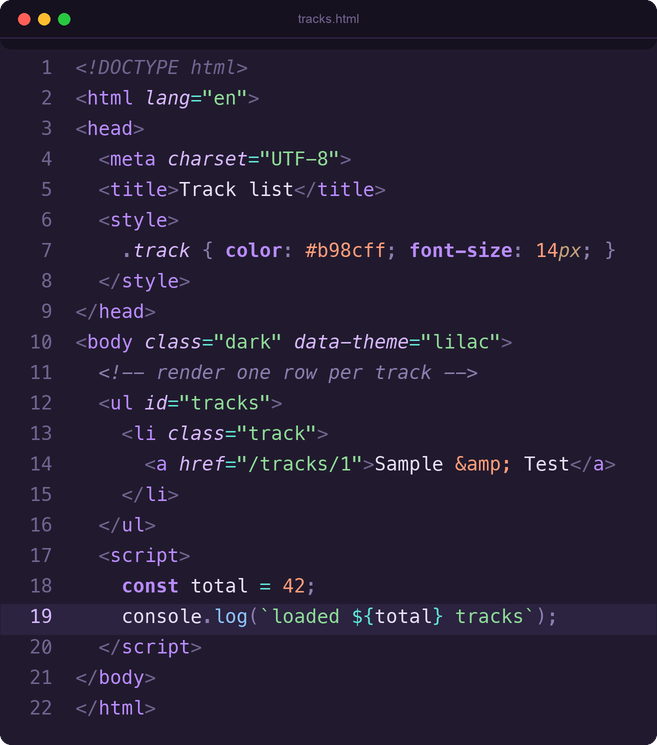 tracks.html
1 <!DOCTYPE html>
2 <html lang="en">
3 <head>
4   <meta charset="UTF-8">
5   <title>Track list</title>
6   <style>
7     .track { color: #b98cff; font-size: 14px; }
8   </style>
9 </head>
10 <body class="dark" data-theme="lilac">
11   <!-- render one row per track -->
12   <ul id="tracks">
13     <li class="track">
14       <a href="/tracks/1">Sample &amp; Test</a>
15     </li>
16   </ul>
17   <script>
18     const total = 42;
19     console.log(`loaded ${total} tracks`);
20   </script>
21 </body>
22 </html>